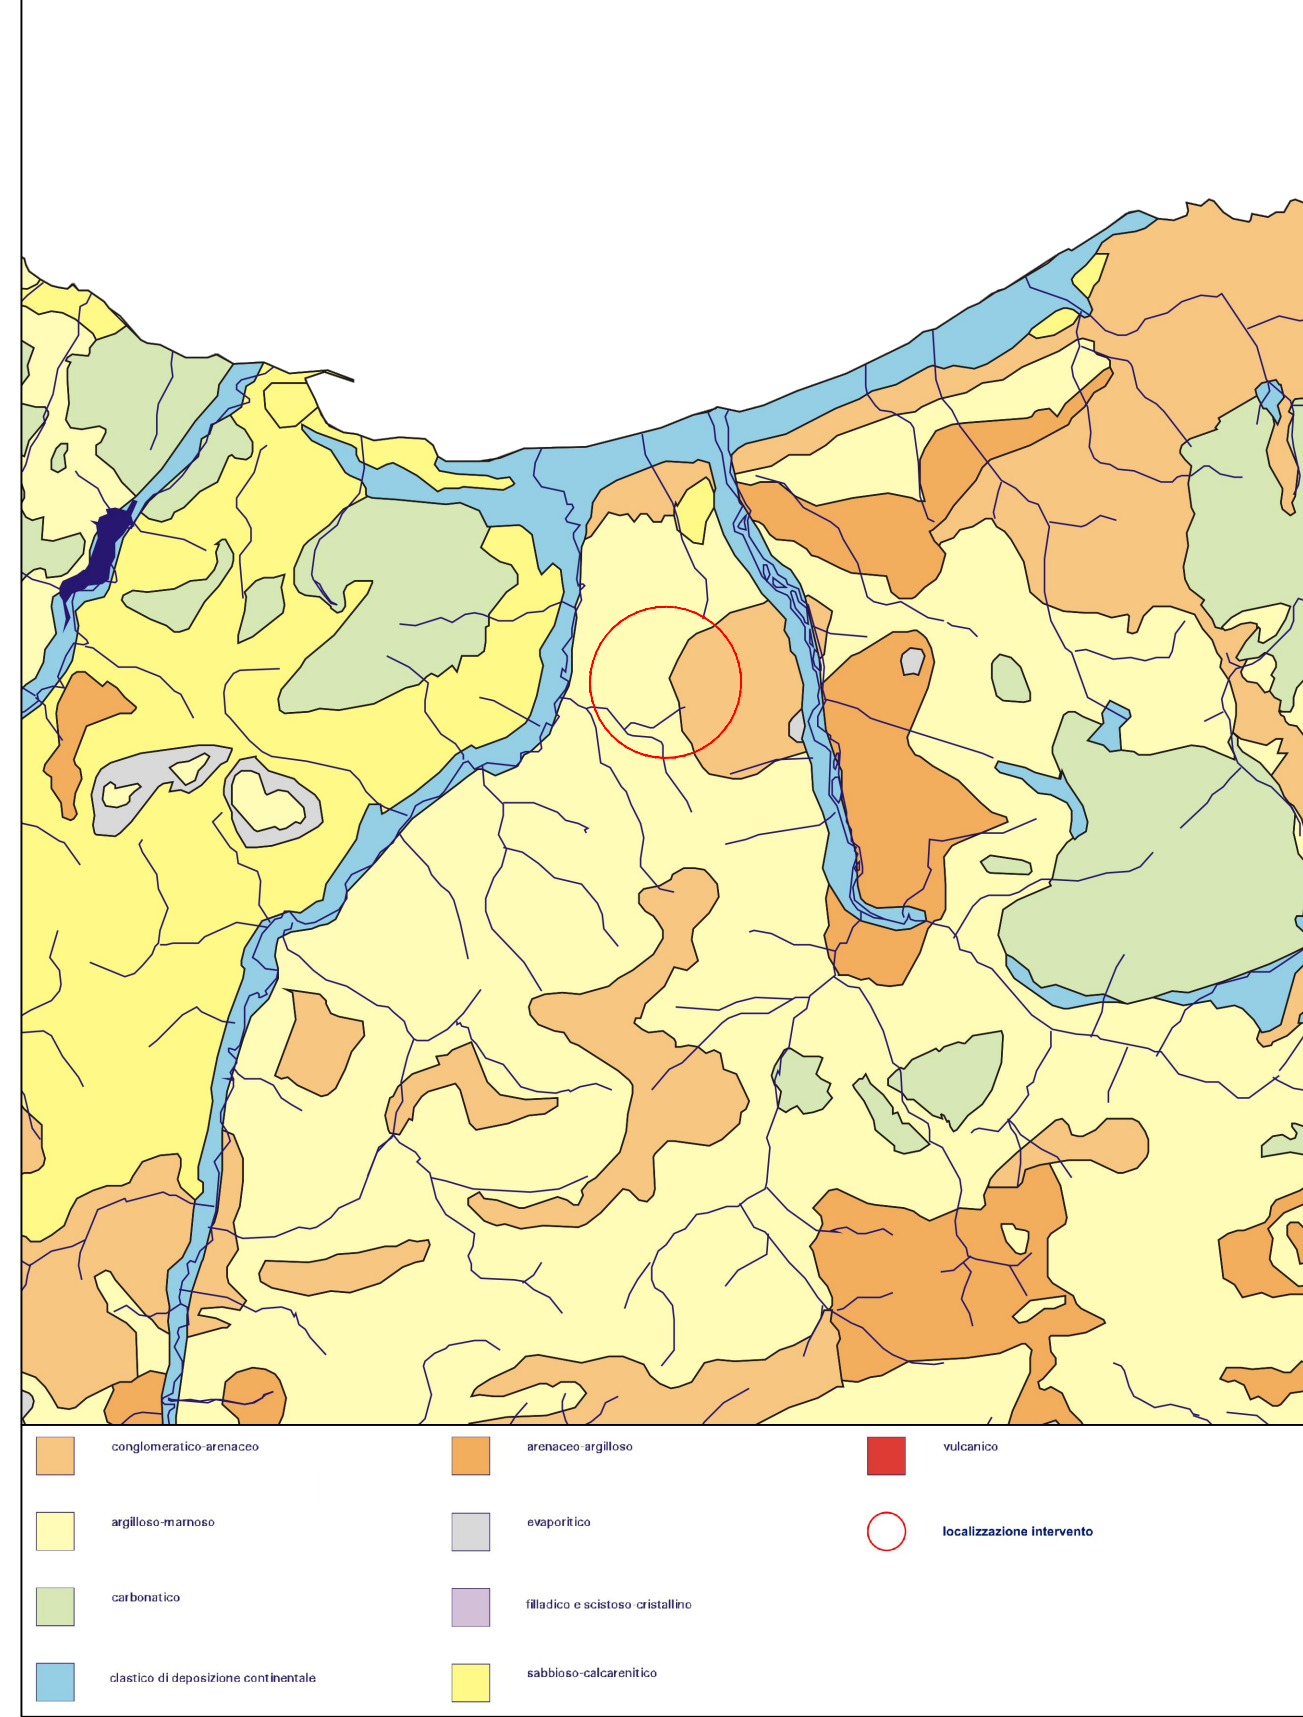 conglomeratico-arenaceo
argilloso-marnoso
carbonatico
clastico di deposizione continentale
arenaceo-argilloso
evaporitico
filladico e scistoso-cristallino
sabbioso-calcarenitico
vulcanico
localizzazione intervento